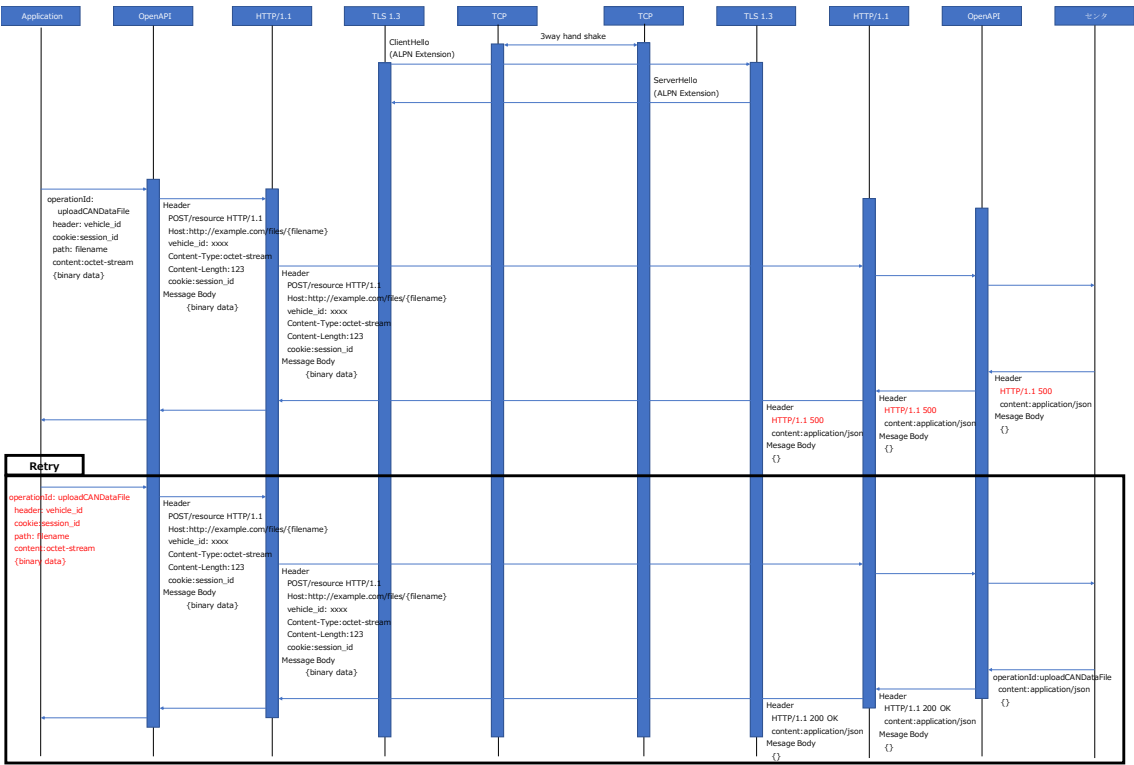 Application
OpenAPI
HTTP/1.1
TLS 1.3
TCP
TCP
TLS 1.3
HTTP/1.1
OpenAPI
センタ
3way hand shake
ClientHello
(ALPN Extension)
ServerHello
(ALPN Extension)
operationId:
uploadCANDataFile
header: vehicle_id
cookie:session_id
path: filename
content:octet-stream
{binary data}
Header
POST/resource HTTP/1.1
Host:http://example.com/files/{filename}
vehicle_id: xxxx
Content-Type:octet-stream
Content-Length:123
cookie:session_id
Message Body
{binary data}
Header
POST/resource HTTP/1.1
Host:http://example.com/files/{filename}
vehicle_id: xxxx
Content-Type:octet-stream
Content-Length:123
cookie:session_id
Message Body
{binary data}
Header
HTTP/1.1 500
content:application/json
Mesage Body
{}
Header
HTTP/1.1 500
content:application/json
Mesage Body
{}
Header
HTTP/1.1 500
content:application/json
Mesage Body
{}
Retry
operationId: uploadCANDataFile
header: vehicle_id
cookie:session_id
path: filename
content:octet-stream
{binary data}
Header
POST/resource HTTP/1.1
Host:http://example.com/files/{filename}
vehicle_id: xxxx
Content-Type:octet-stream
Content-Length:123
cookie:session_id
Message Body
{binary data}
Header
POST/resource HTTP/1.1
Host:http://example.com/files/{filename}
vehicle_id: xxxx
Content-Type:octet-stream
Content-Length:123
cookie:session_id
Message Body
{binary data}
operationId:uploadCANDataFile
content:application/json
{}
Header
HTTP/1.1 200 OK
content:application/json
Mesage Body
{}
Header
HTTP/1.1 200 OK
content:application/json
Mesage Body
{}